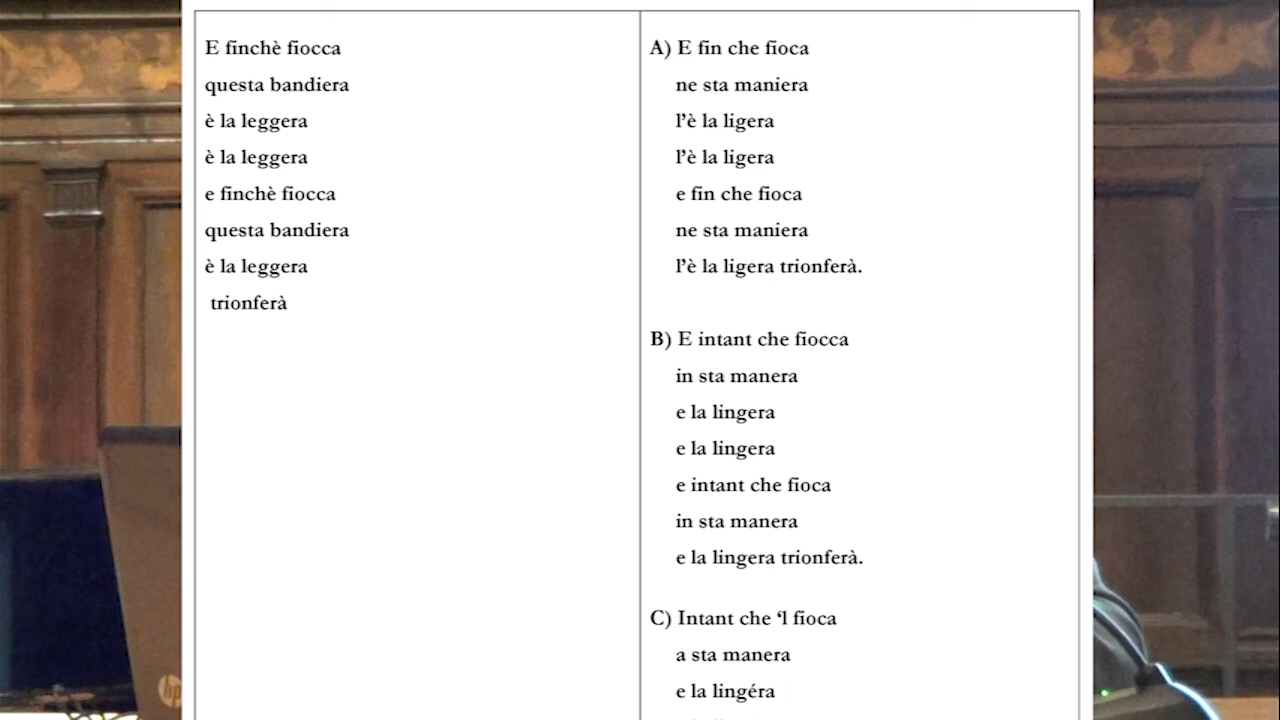 E finchè fiocca
questa bandiera
è la leggera
è la leggera
e finchè fiocca
questa bandiera
è la leggera
trionferà
A) E fin che fioca
ne sta maniera
l’è la ligera
l’è la ligera
e fin che fioca
ne sta maniera
l’è la ligera trionferà.
B) E intant che fiocca
in sta manera
e la lingera
e la lingera
e intant che fioca
in sta manera
e la lingera trionferà.
C) Intant che ‘l fioca
a sta manera
e la lingéra
hp